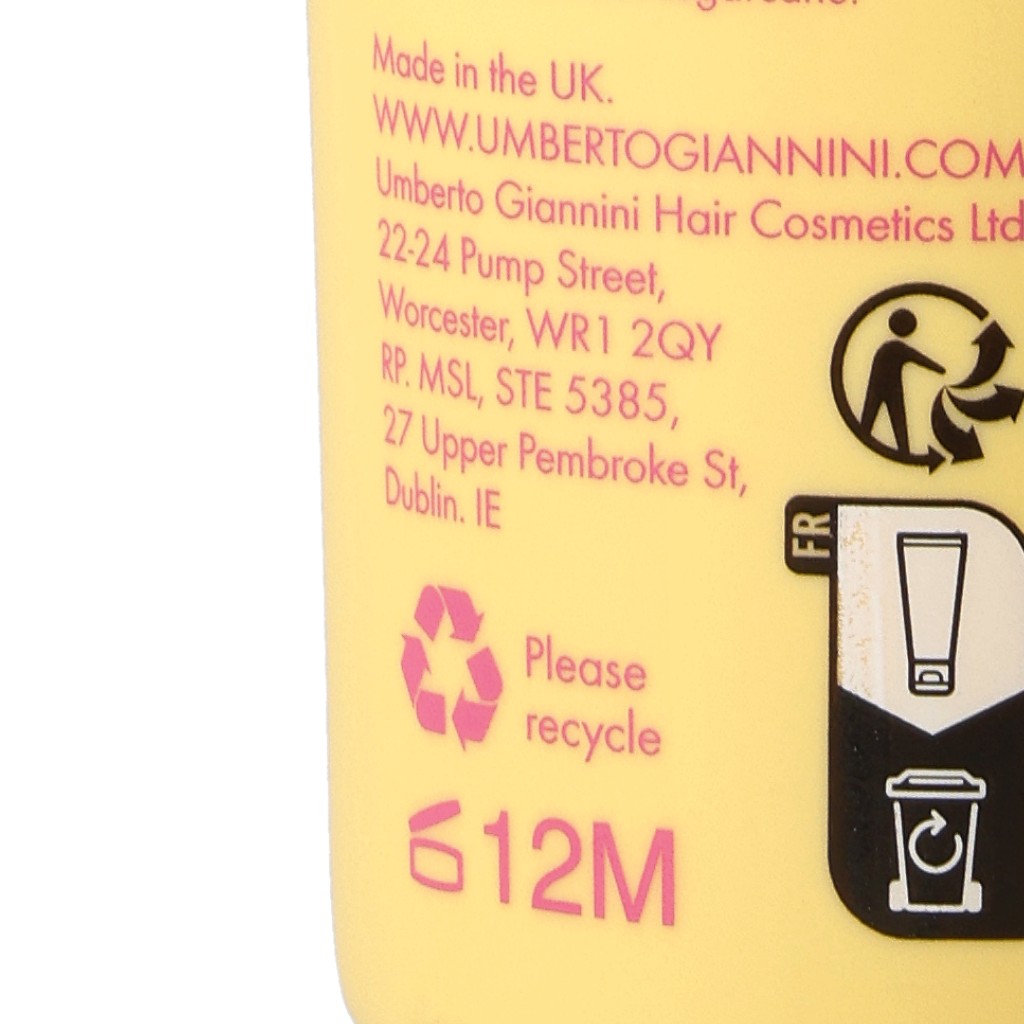 Made in the UK.
WWW.UMBERTOGIANNINI.COM
Umberto Giannini Hair Cosmetics Ltd
22-24 Pump Street,
Worcester, WR1 2QY
RP. MSL, STE 5385,
27 Upper Pembroke St,
Dublin. IE
FR
Please
recycle
12M